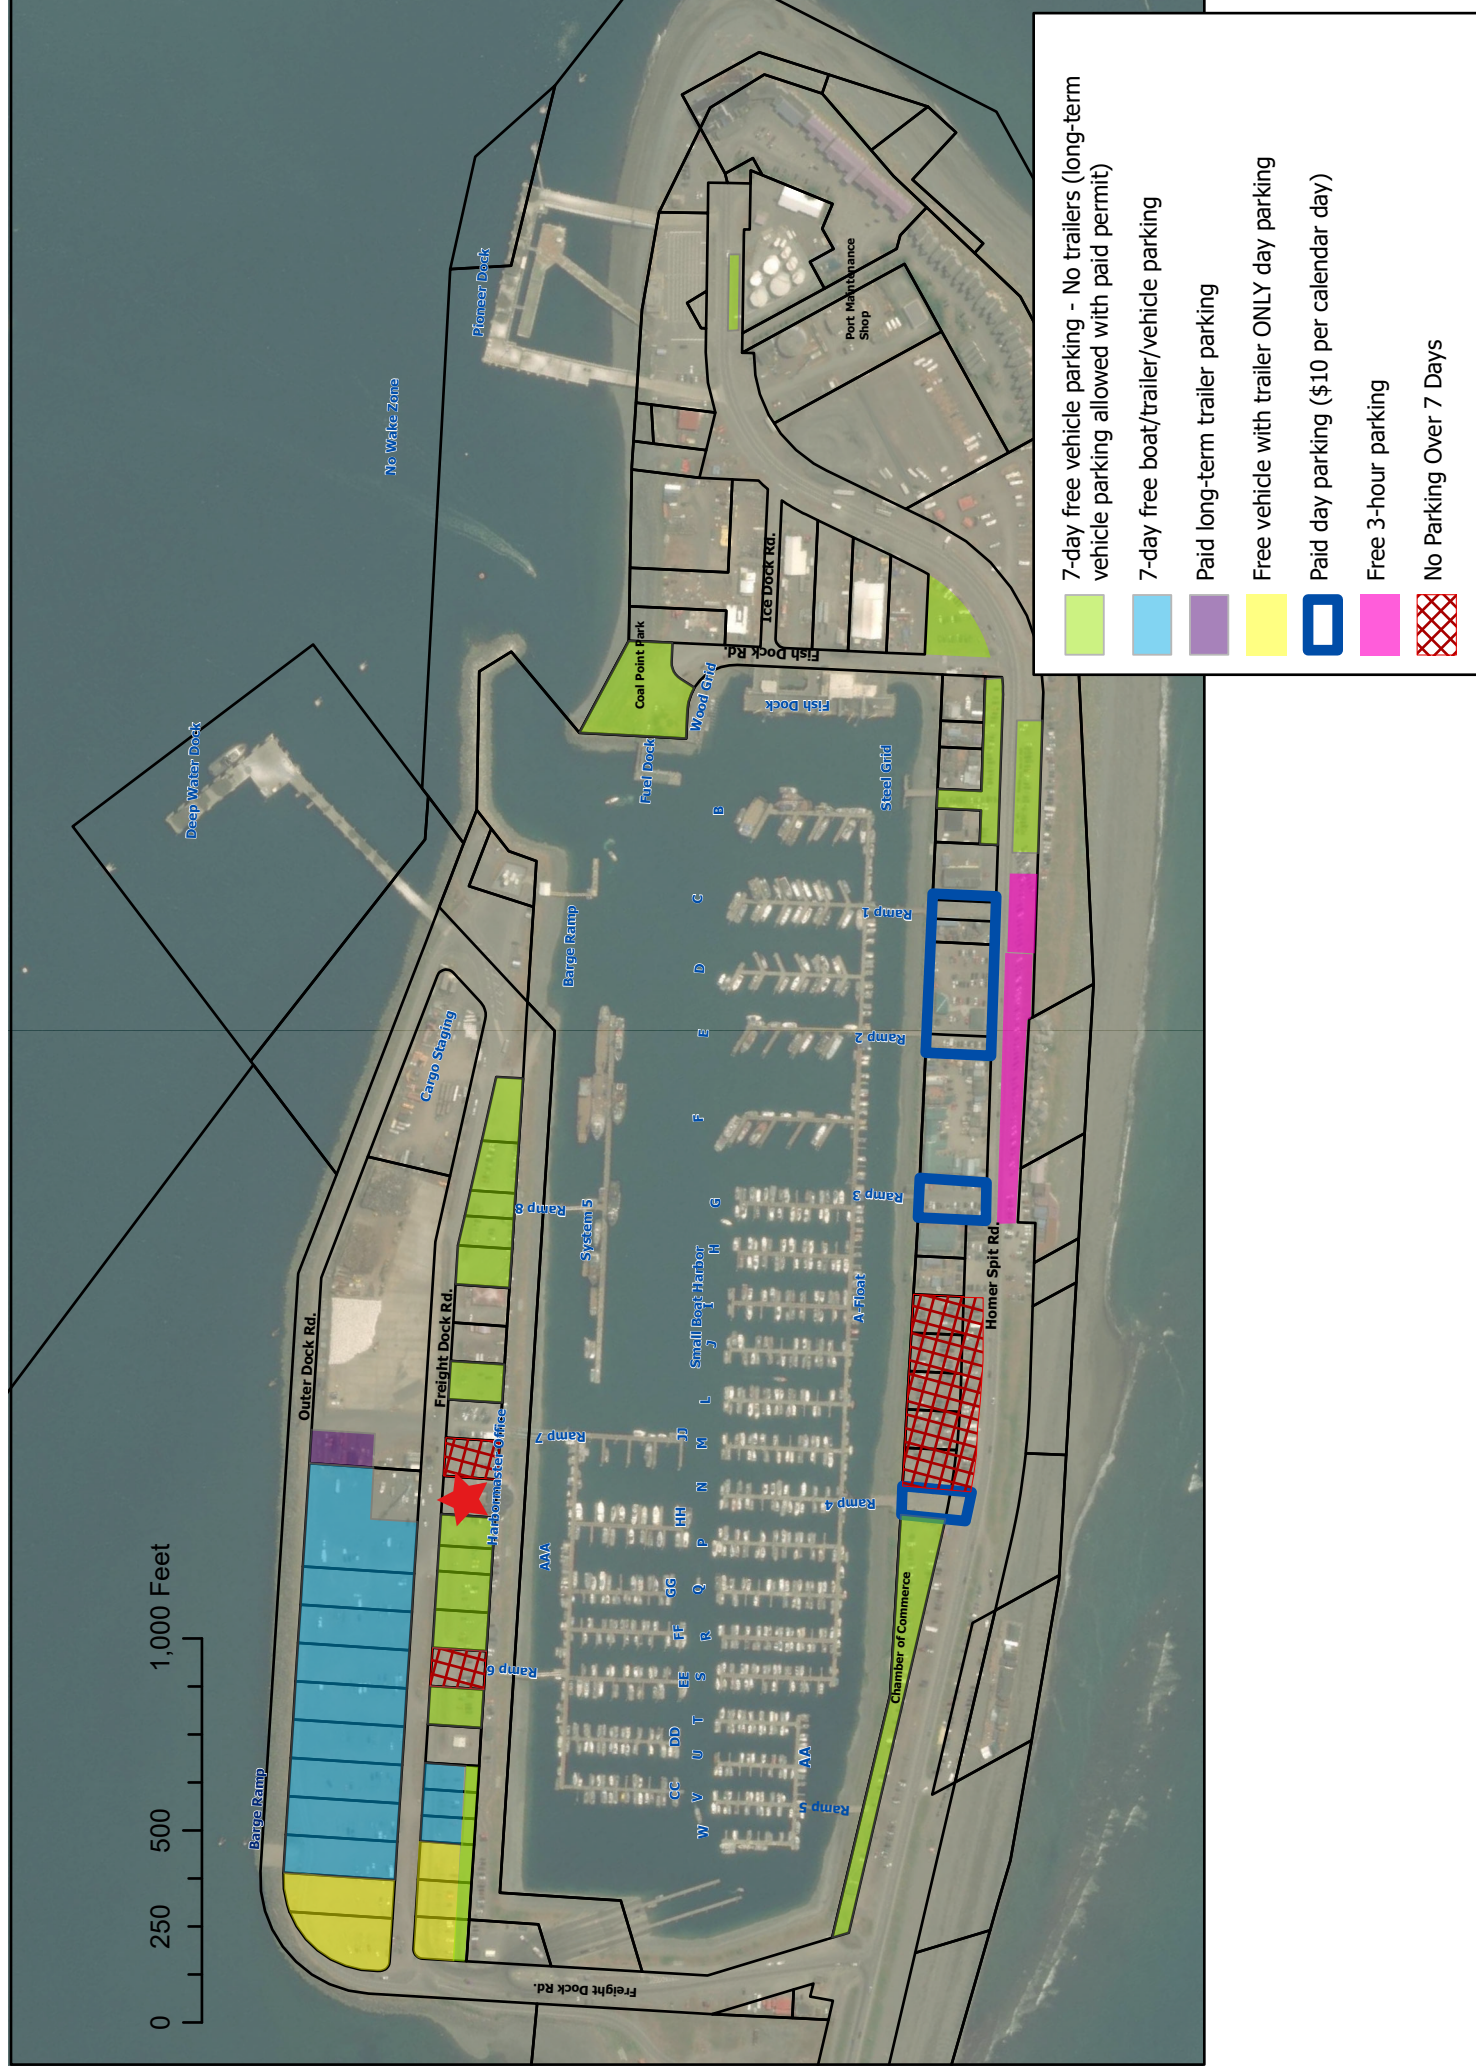 0
250
500
1,000 Feet
Barge Ramp
Outer Dock Rd.
Deep Water Dock
No Wake Zone
Pioneer Dock
Cargo Staging
Freight Dock Rd.
Harbormaster Office
Ramp 6
Ramp 7
Ramp 8
AAA
System 5
Barge Ramp
Fuel Dock
Coal Point Park
Wood Grid
Fish Dock Rd.
Ice Dock Rd.
Fish Dock
Steel Grid
Port Maintenance
Shop
CC
DD
EE
FF
GG
HH
JJ
Small Boat Harbor
W
V
U
T
S
R
Q
P
N
M
L
J
I
H
G
F
E
D
C
B
AA
A-Float
Ramp 5
Ramp 4
Ramp 3
Ramp 2
Ramp 1
Chamber of Commerce
Homer Spit Rd.
Freight Dock Rd.
7-day free vehicle parking - No trailers (long-term
vehicle parking allowed with paid permit)
7-day free boat/trailer/vehicle parking
Paid long-term trailer parking
Free vehicle with trailer ONLY day parking
Paid day parking ($10 per calendar day)
Free 3-hour parking
No Parking Over 7 Days